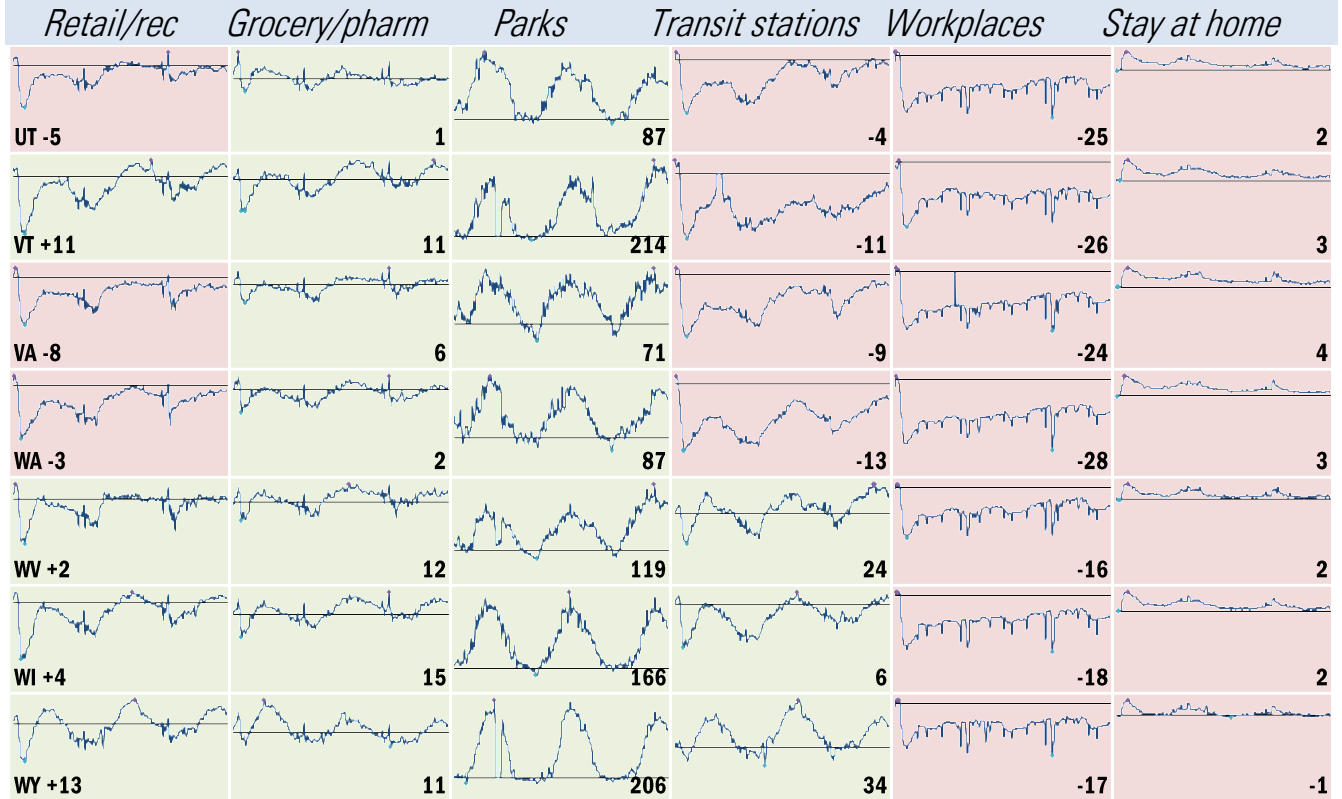 Retail/rec Grocery/pharm Parks Transit stations Workplaces Stay at home
UT -5 1 87 -4 -25 2
VT +11 11 214 -11 -26 3
VA -8 6 71 -9 -24 4
WA -3 2 87 -13 -28 3
WV +2 12 119 24 -16 2
WI +4 15 166 6 -18 2
WY +13 11 206 34 -17 -1